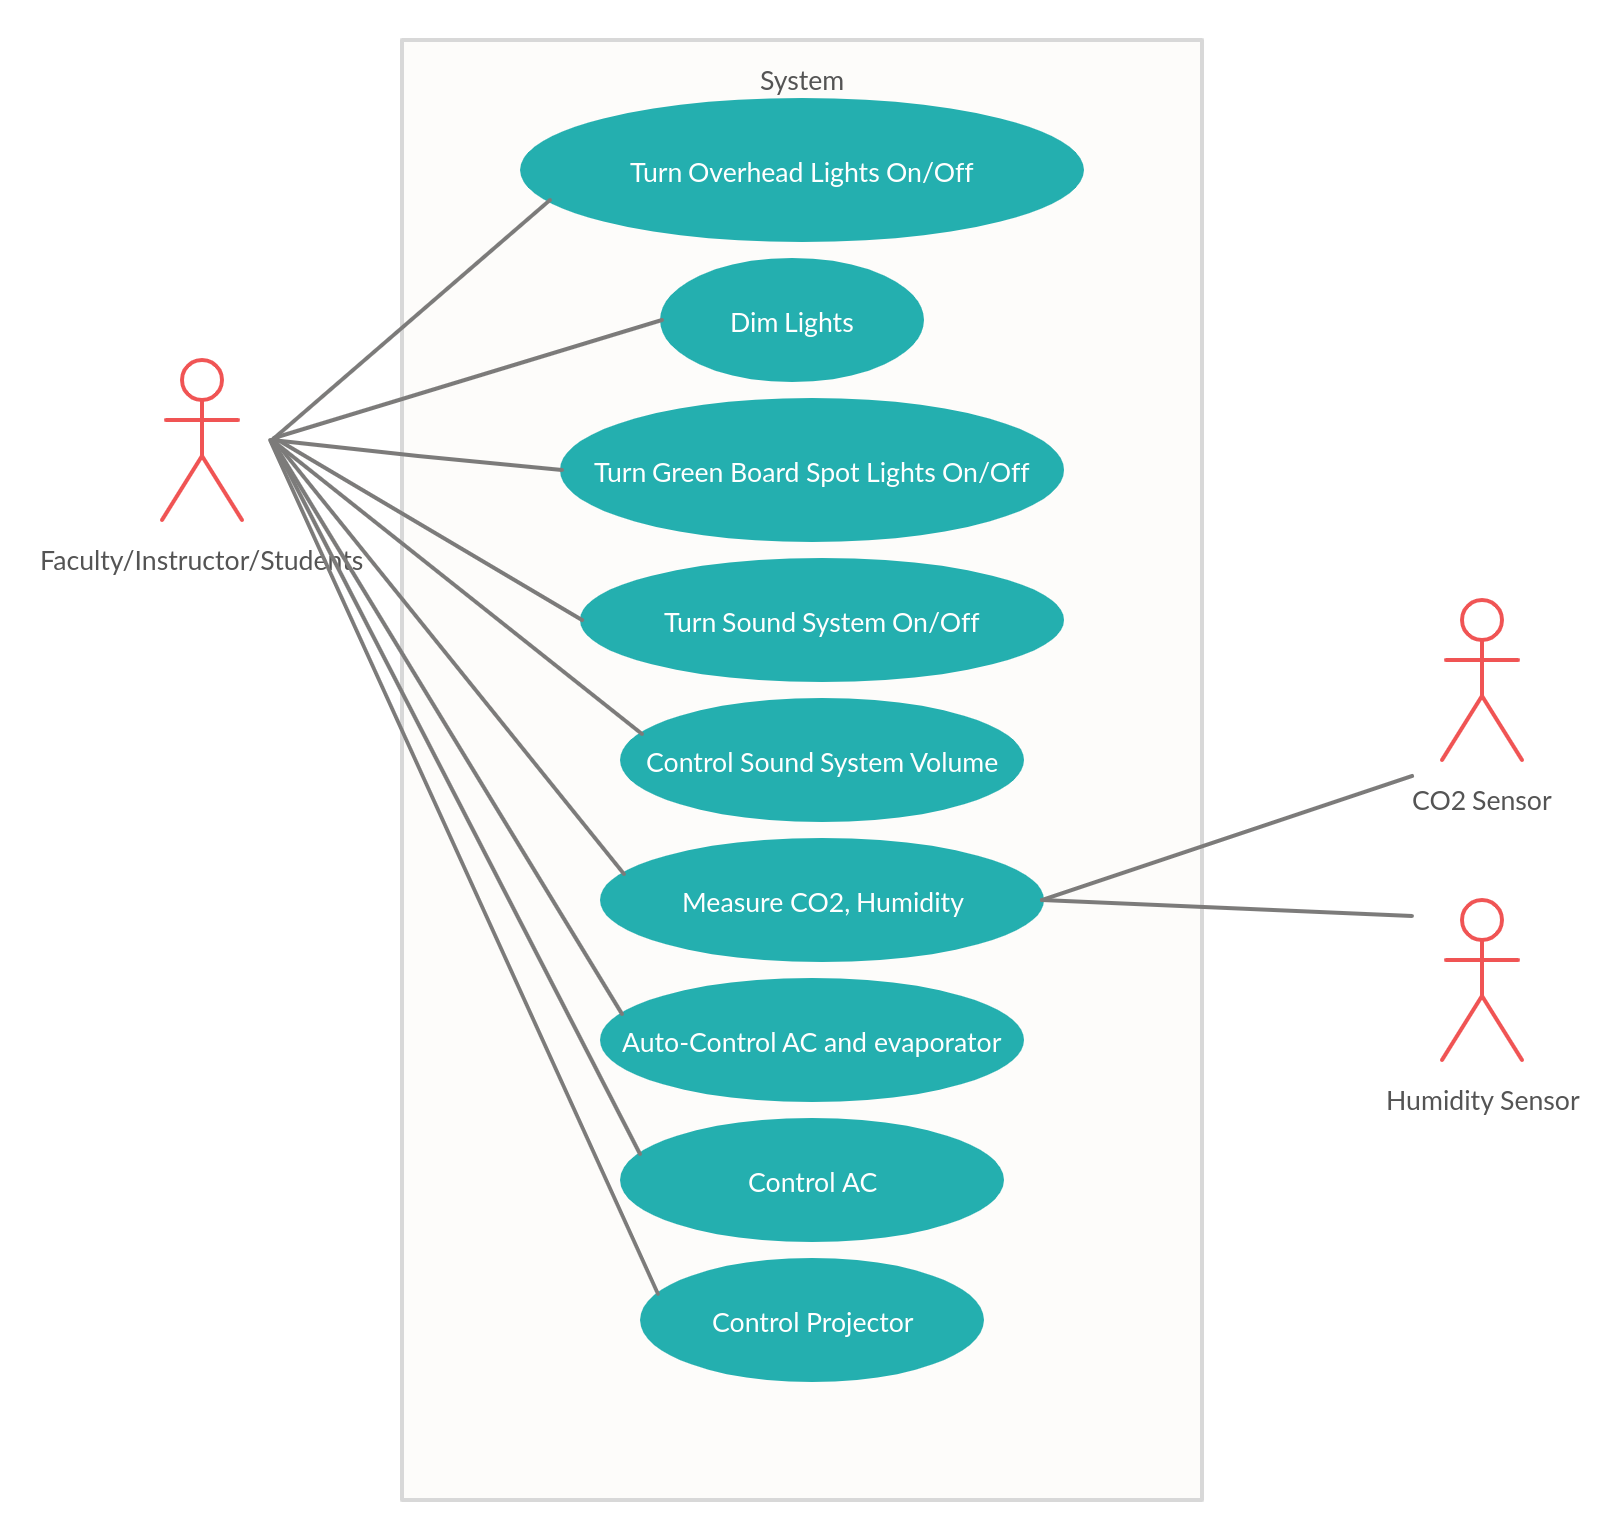 System
Turn Overhead Lights On/Off
Dim Lights
Turn Green Board Spot Lights On/Off
Faculty/Instructor/Students
Turn Sound System On/Off
Control Sound System Volume
CO2 Sensor
Measure CO2, Humidity
Auto-Control AC and evaporator
Humidity Sensor
Control AC
Control Projector